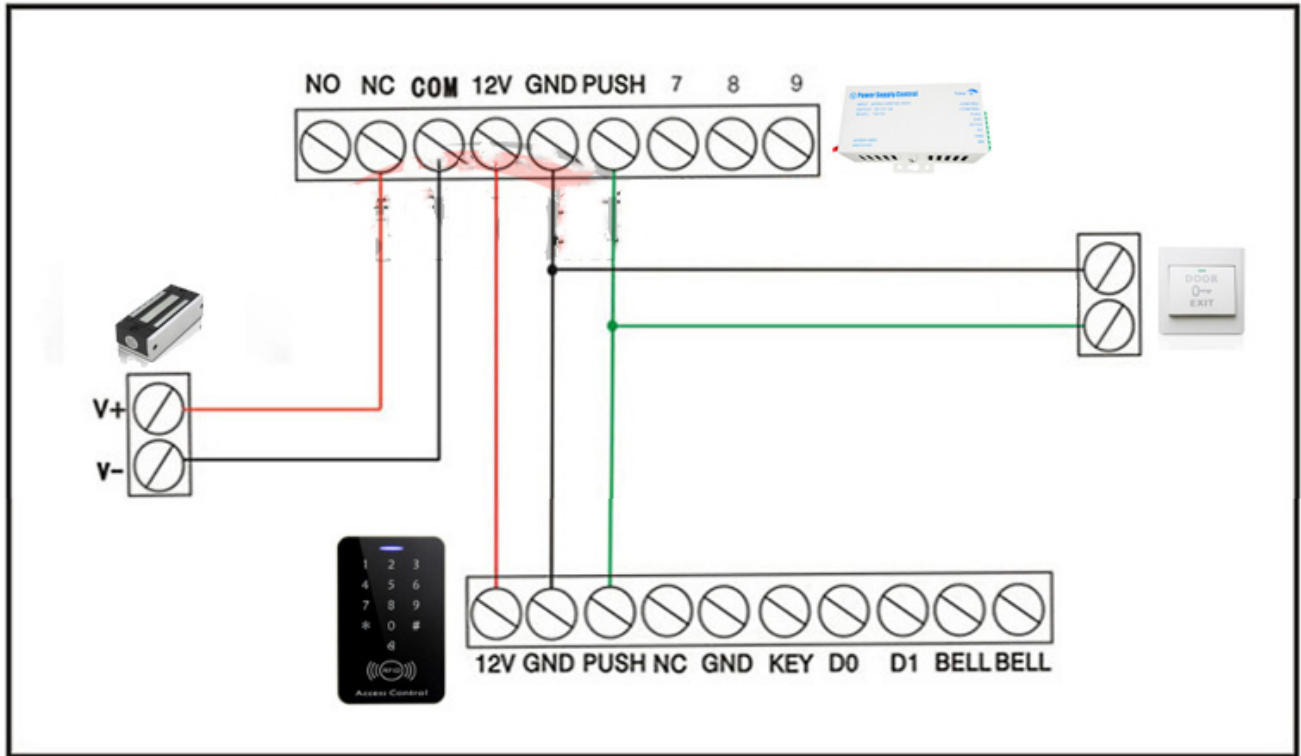 NO NC COM 12V GND PUSH 7 8 9
Power Supply Control
DOOR
EXIT
V+
V-
1 2 3
4 5 6
7 8 9
* 0 #
Access Control
12V GND PUSH NC GND KEY D0 D1 BELL BELL